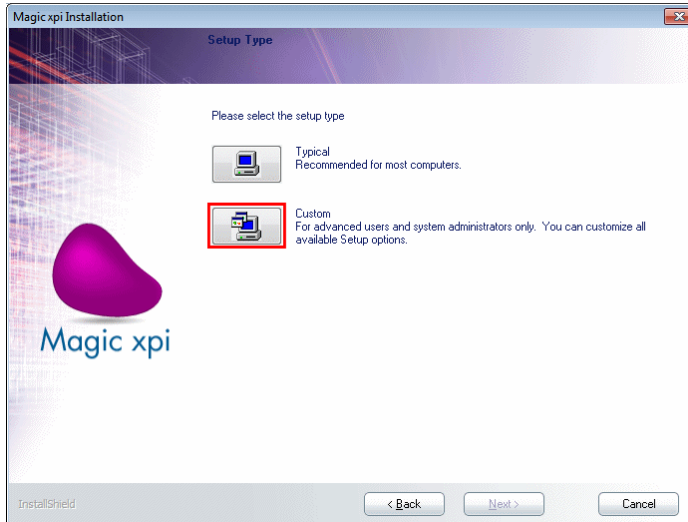 Magic xpi Installation
Setup Type
Please select the setup type
Typical
Recommended for most computers.
Custom
For advanced users and system administrators only. You can customize all
available Setup options.
Magic xpi
InstallShield
< Back
Next >
Cancel